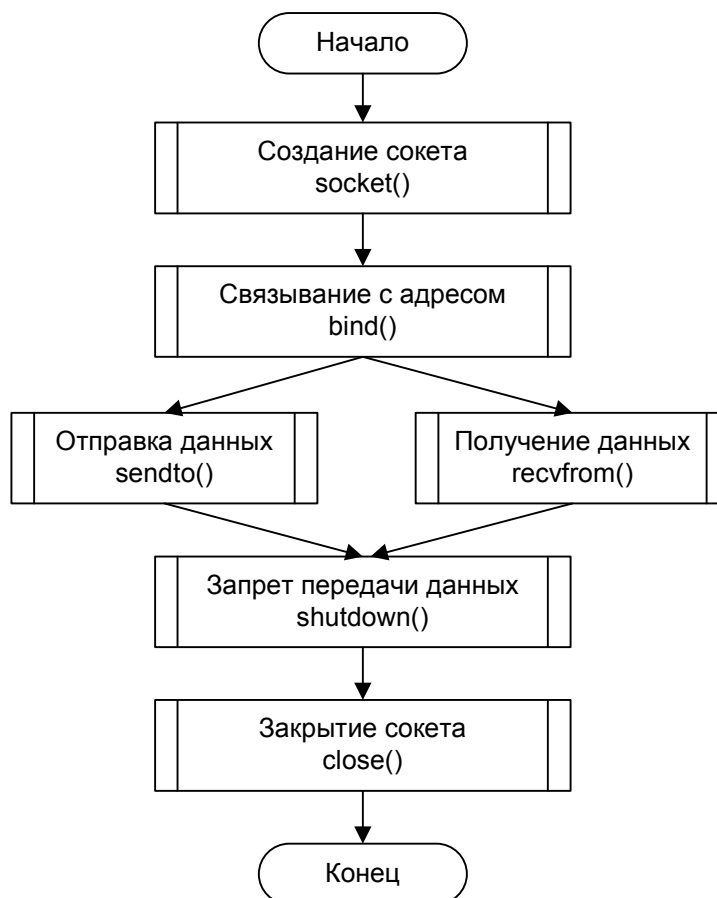 Начало
Создание сокета
socket()
Связывание с адресом
bind()
Отправка данных
sendto()
Получение данных
recvfrom()
Запрет передачи данных
shutdown()
Закрытие сокета
close()
Конец